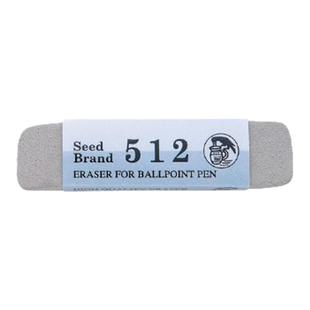 Seed
Brand 512
ERASER FOR BALLPOINT PEN